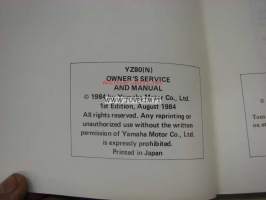 YZ80(N)
OWNER'S SERVICE
AND MANUAL
© 1984 by Yamaha Motor Co., Ltd.
1st Edition, August 1984
All rights reserved. Any reprinting or
unauthorized use without the written
permission of Yamaha Motor Co., Ltd.
is expressly prohibited.
Printed in Japan